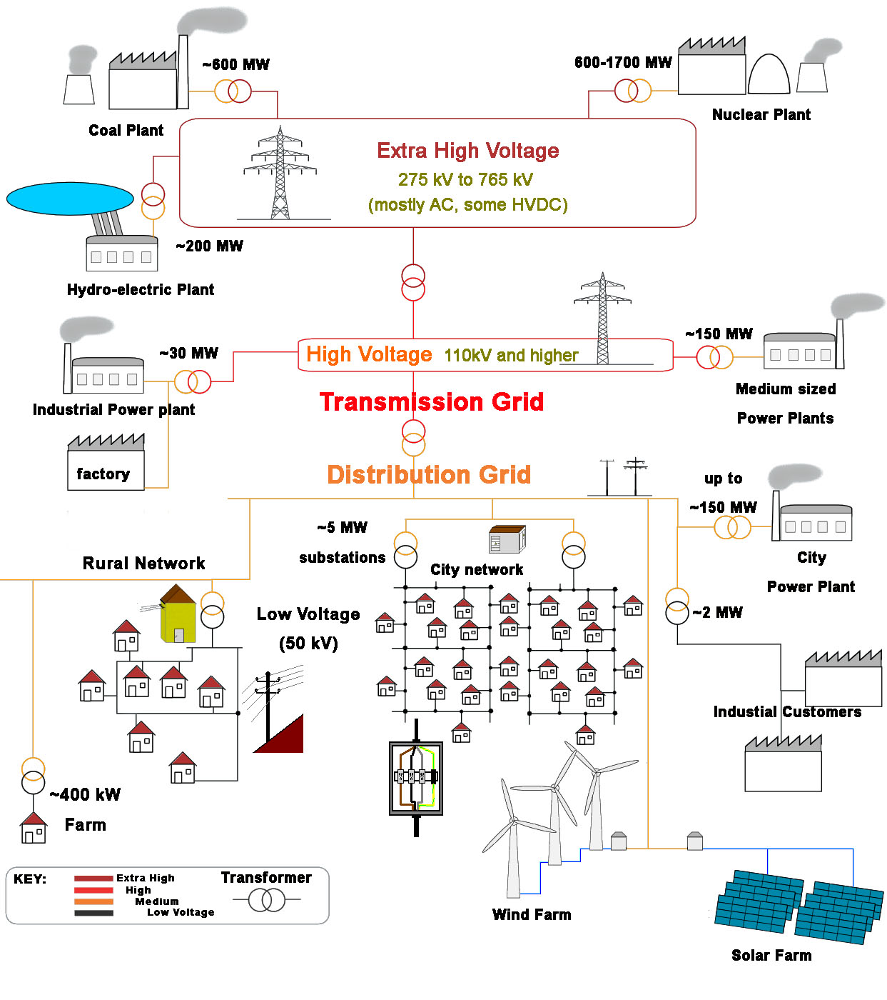 ~600 MW
600-1700 MW
Coal Plant
Nuclear Plant
Extra High Voltage
275 kV to 765 kV
(mostly AC, some HVDC)
~200 MW
Hydro-electric Plant
~30 MW
High Voltage 110kV and higher
~150 MW
Industrial Power plant
Medium sized
Power Plants
Transmission Grid
factory
Distribution Grid
up to
~150 MW
~5 MW
substations
City
Power Plant
Rural Network
City network
Low Voltage
(50 kV)
~2 MW
Industial Customers
~400 kW
Farm
KEY:
Extra High
High
Medium
Low Voltage
Transformer
Wind Farm
Solar Farm